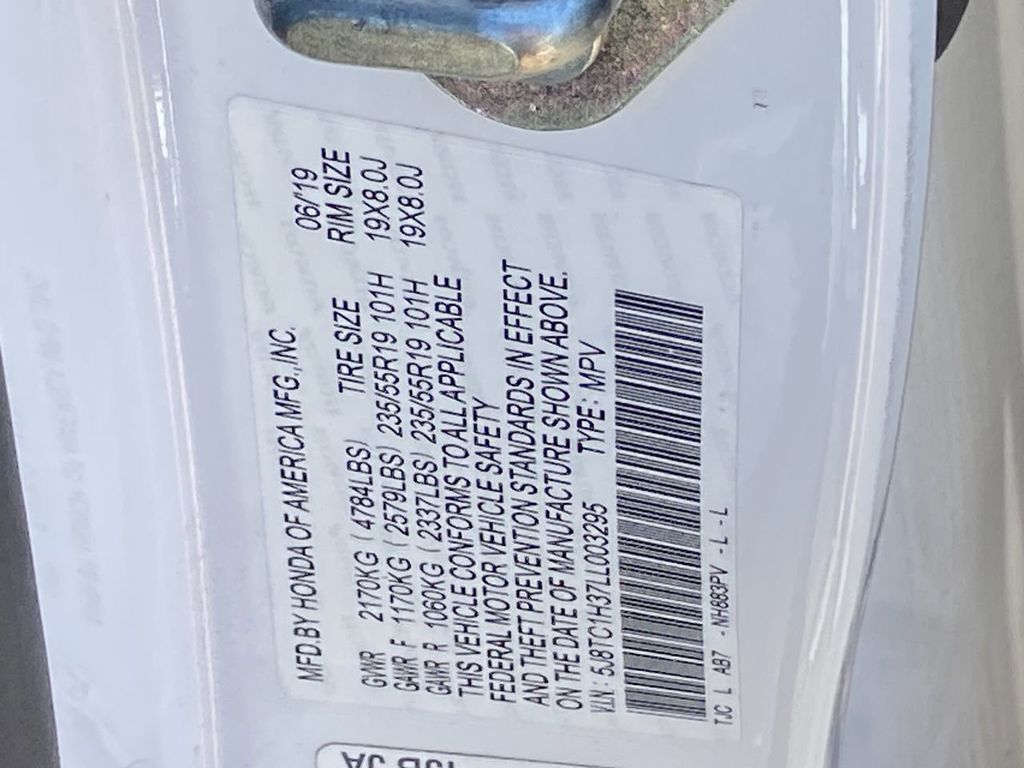 MFD.BY HONDA OF AMERICA MFG.,INC. 06/'19
GVWR 2170KG ( 4784LBS) TIRE SIZE RIM SIZE
GAWR F 1170KG ( 2579LBS) 235/55R19 101H 19X8.0J
GAWR R 1060KG ( 2337LBS) 235/55R19 101H 19X8.0J
THIS VEHICLE CONFORMS TO ALL APPLICABLE
FEDERAL MOTOR VEHICLE SAFETY
AND THEFT PREVENTION STANDARDS IN EFFECT
ON THE DATE OF MANUFACTURE SHOWN ABOVE.
V.I.N : 5J8TC1H37LL003295 TYPE : MPV
TJC L AB7 - NH883PV - L - L